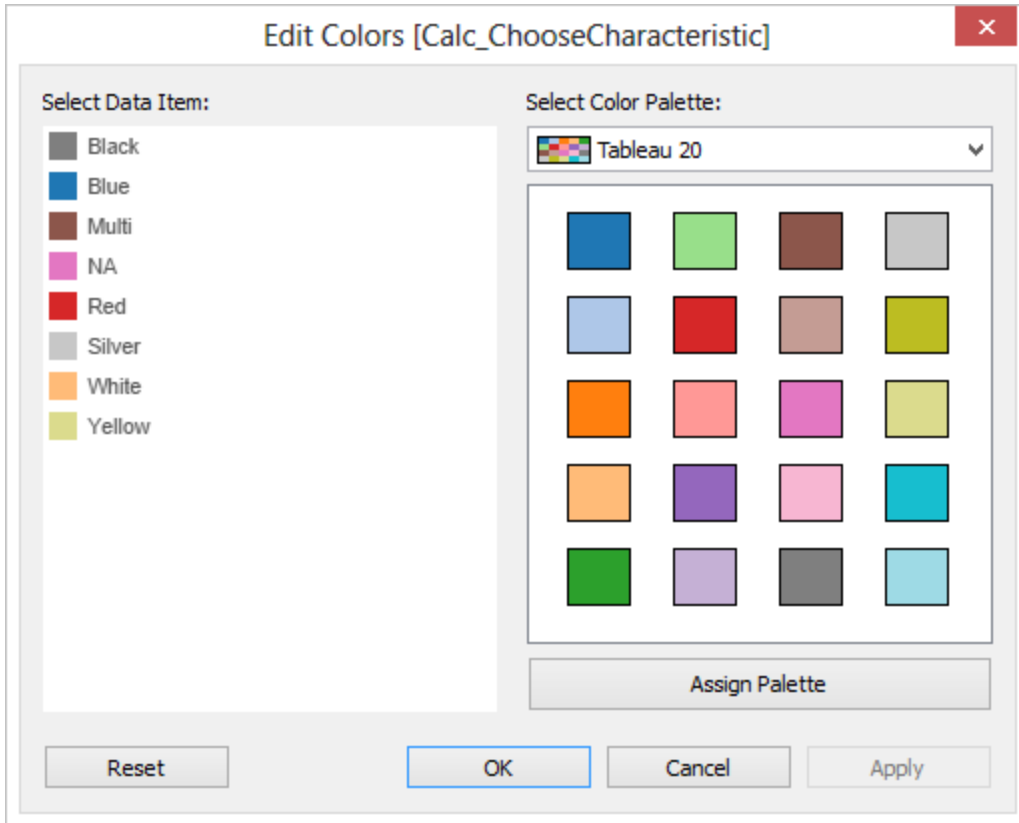 Edit Colors [Calc_ChooseCharacteristic]
Select Data Item:
Black
Blue
Multi
NA
Red
Silver
White
Yellow
Select Color Palette:
Tableau 20
Assign Palette
Reset
OK
Cancel
Apply